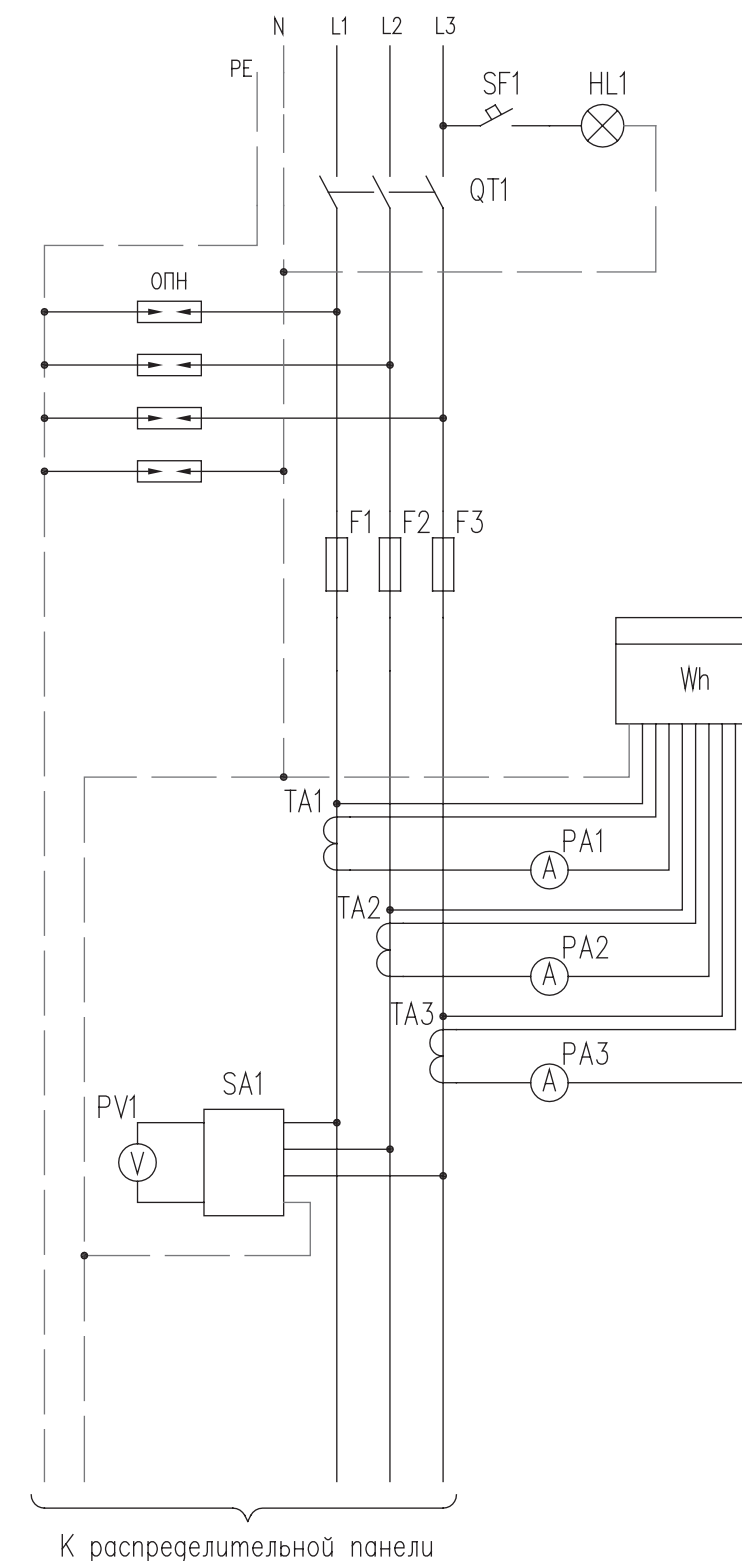 N L1 L2 L3
PE
SF1 HL1
QT1
ОПН
F1 F2 F3
Wh
TA1
PA1
A
TA2
PA2
A
TA3
PA3
A
SA1
PV1
V
К распределительной панели